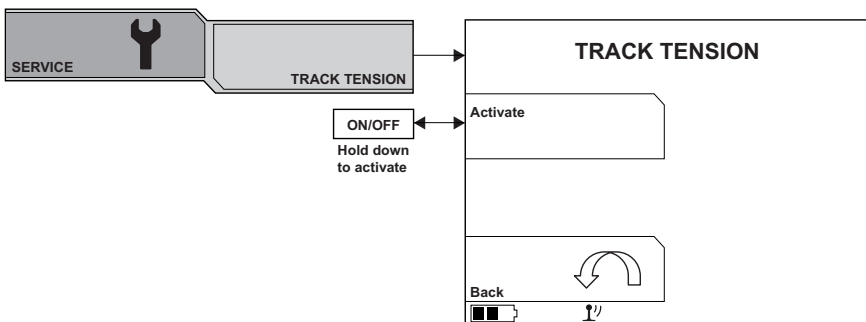 SERVICE
TRACK TENSION
TRACK TENSION
Activate
ON/OFF
Hold down
to activate
Back